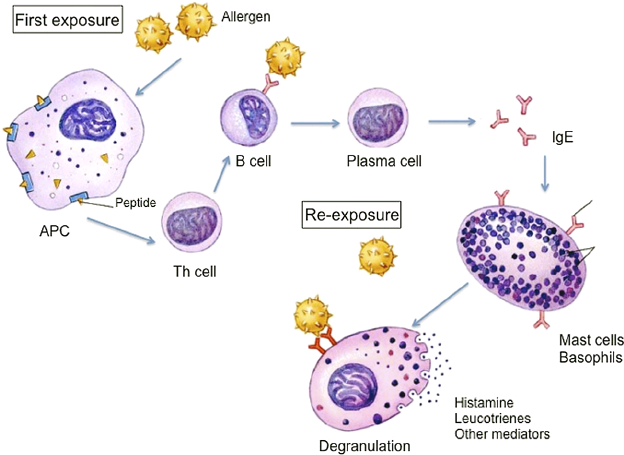 First exposure
Allergen
B cell
Plasma cell
IgE
Peptide
APC
Th cell
Re-exposure
Mast cells
Basophils
Histamine
Leucotrienes
Other mediators
Degranulation